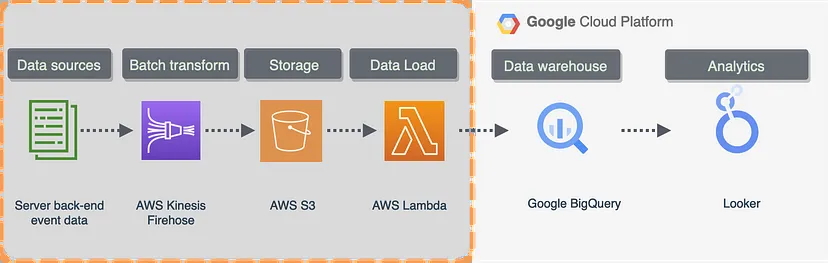 Google Cloud Platform
Data sources
Batch transform
Storage
Data Load
Data warehouse
Analytics
Server back-end
event data
AWS Kinesis
Firehose
AWS S3
AWS Lambda
Google BigQuery
Looker